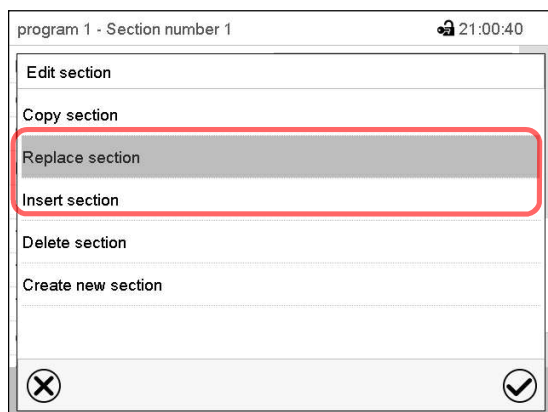 program 1 - Section number 1 21:00:40
Edit section
Copy section
Replace section
Insert section
Delete section
Create new section